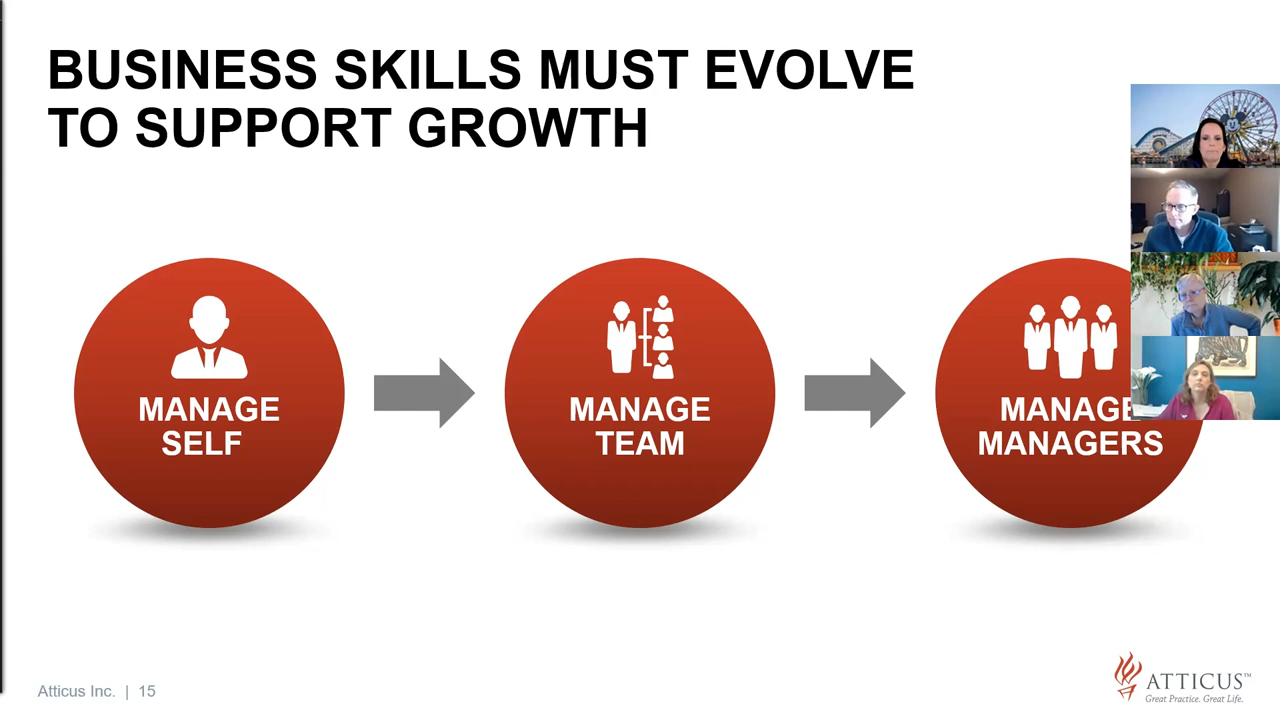 BUSINESS SKILLS MUST EVOLVE
TO SUPPORT GROWTH
MANAGE
SELF
MANAGE
TEAM
MANAGE
MANAGERS
Atticus Inc. | 15
ATTICUS™
Great Practice. Great Life.